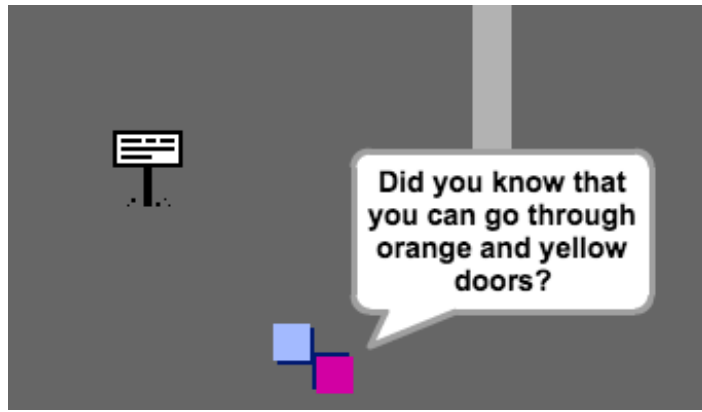 Did you know that
you can go through
orange and yellow
doors?